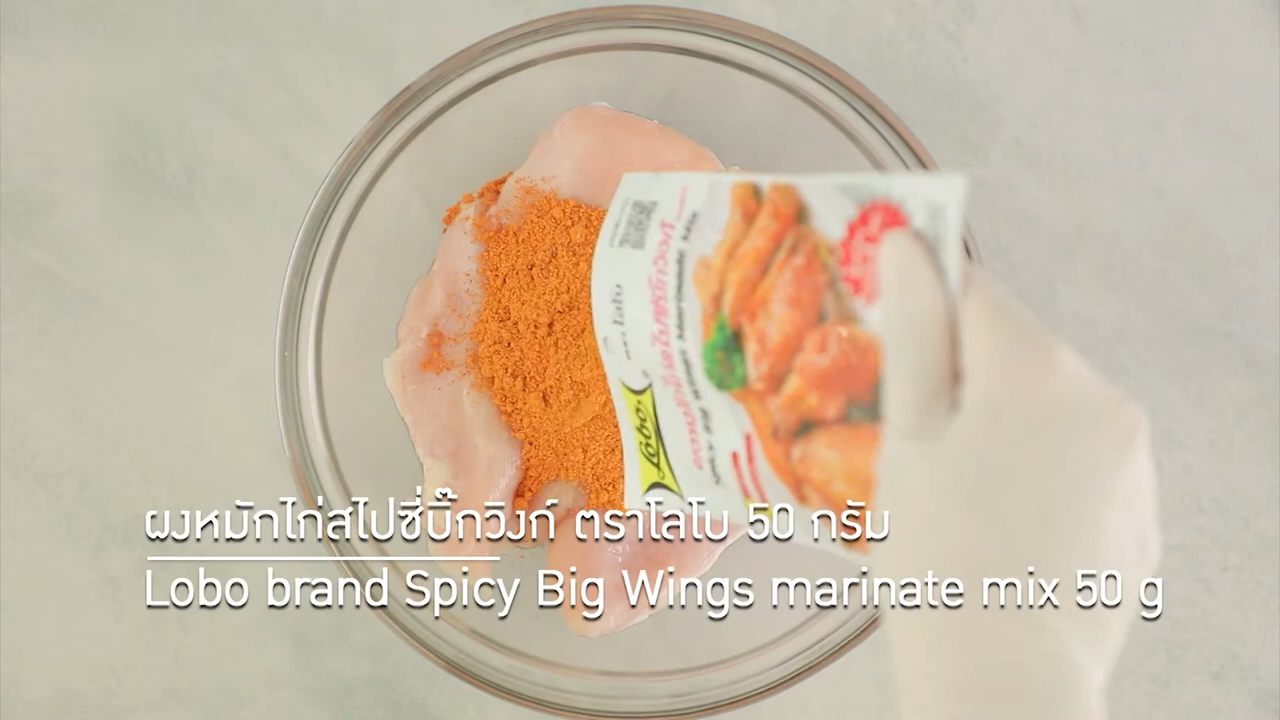 ผงหมักไก่สไปซี่บิ๊กวิงก์ ตราโลโบ 50 กรัม
Lobo brand Spicy Big Wings marinate mix 50 g
Lobo